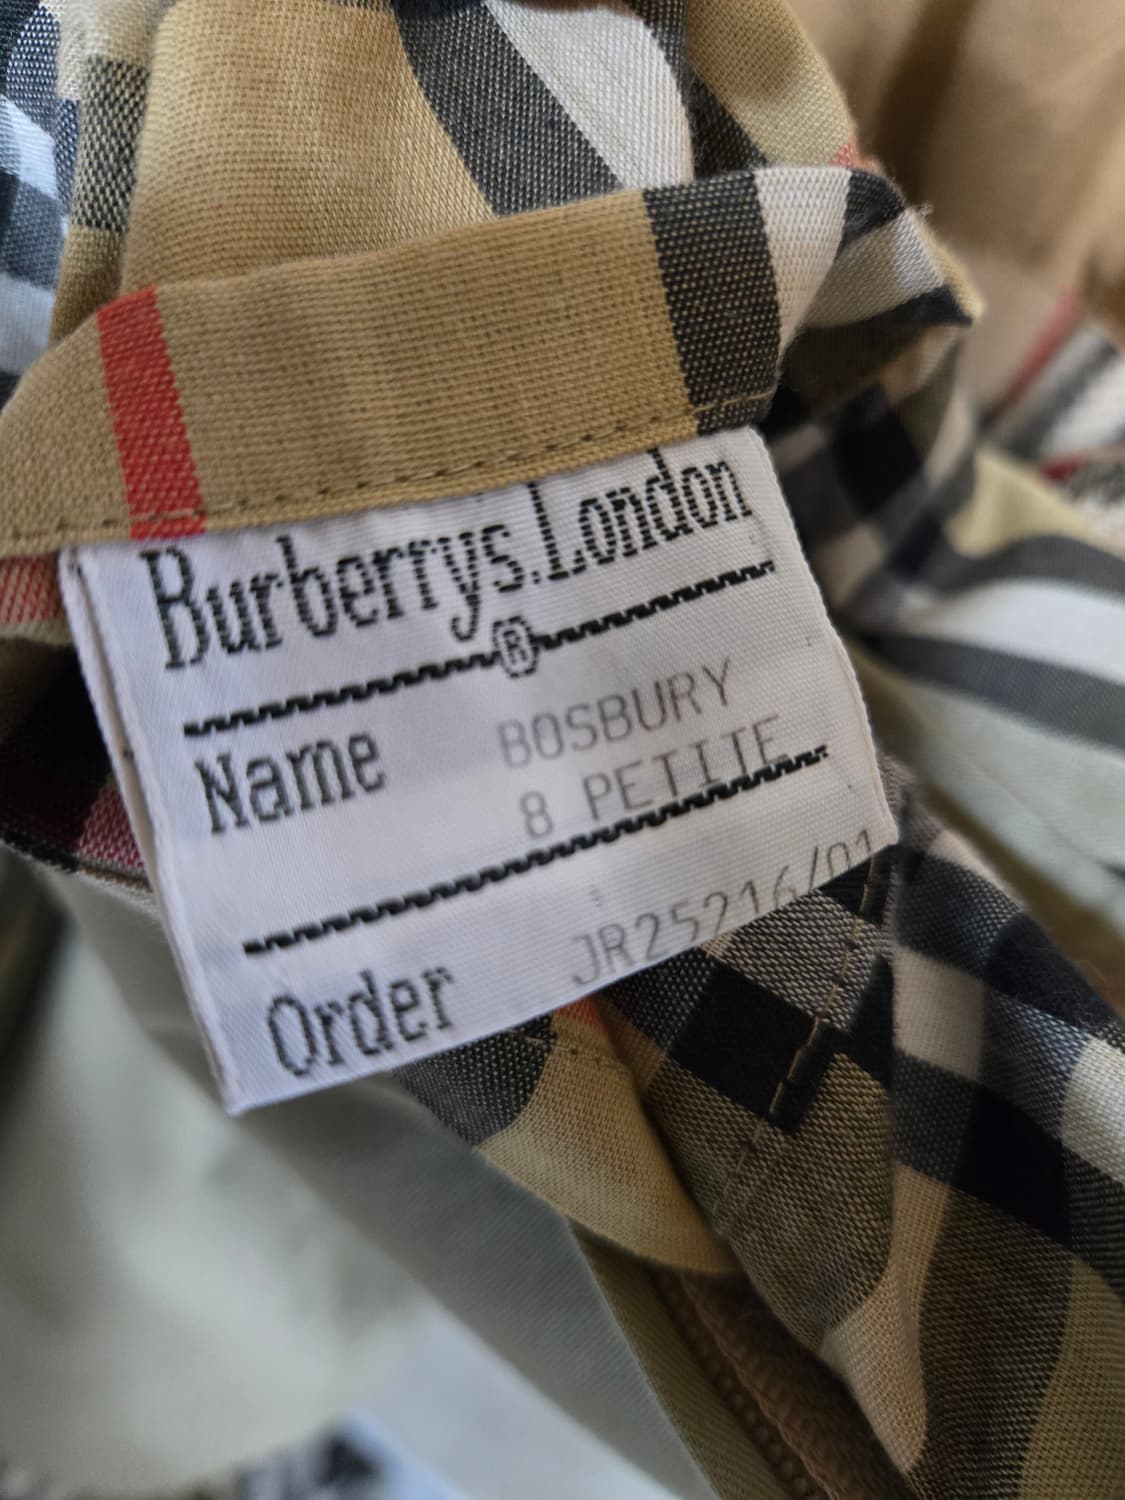 Burberrys.London
®
Name BOSBURY
8 PETITE
Order JR25216/01